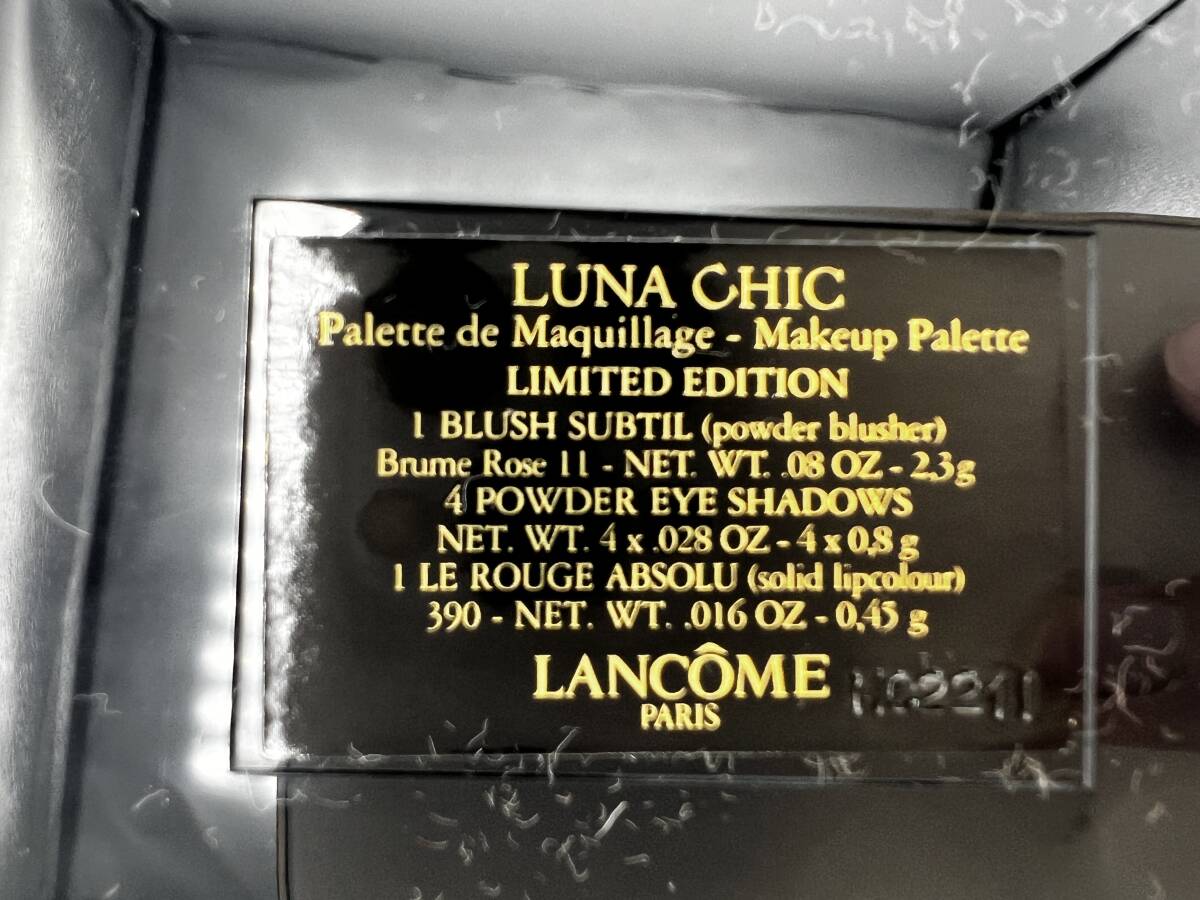 LUNA CHIC
Palette de Maquillage - Makeup Palette
LIMITED EDITION
1 BLUSH SUBTIL (powder blusher)
Brume Rose 11 - NET. WT. .08 OZ - 2,3 g
4 POWDER EYE SHADOWS
NET. WT. 4 x .028 OZ - 4 x 0,8 g
1 LE ROUGE ABSOLU (solid lipcolour)
390 - NET. WT. .016 OZ - 0,45 g
LANCÔME
PARIS